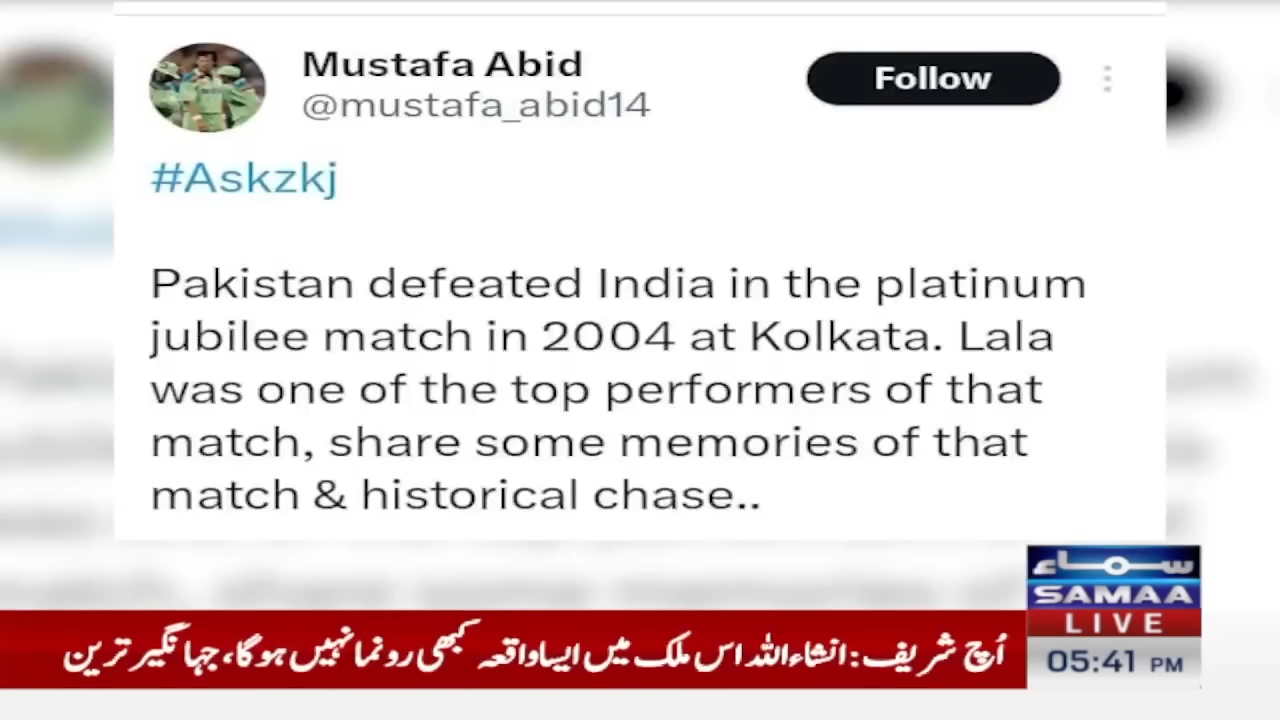 Mustafa Abid
Follow
@mustafa_abid14
#Askzkj
Pakistan defeated India in the platinum
jubilee match in 2004 at Kolkata. Lala
was one of the top performers of that
match, share some memories of that
match & historical chase..
سماء
SAMAA
LIVE
05:41 PM
اُچ شریف: انشاءاللہ اس ملک میں ایسا واقعہ کبھی رونما نہیں ہوگا، جہانگیر ترین